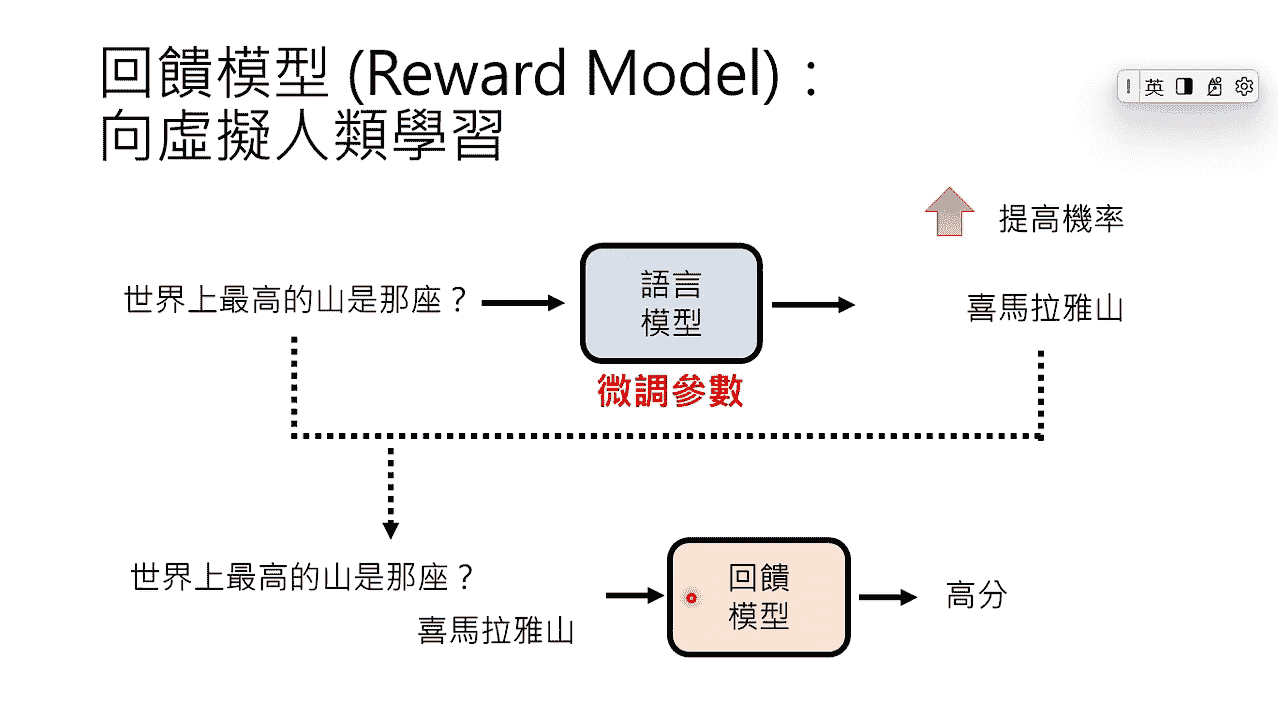 回饋模型 (Reward Model)：
向虛擬人類學習
英
提高機率
世界上最高的山是那座？
語言
模型
喜馬拉雅山
微調參數
世界上最高的山是那座？
喜馬拉雅山
回饋
模型
高分